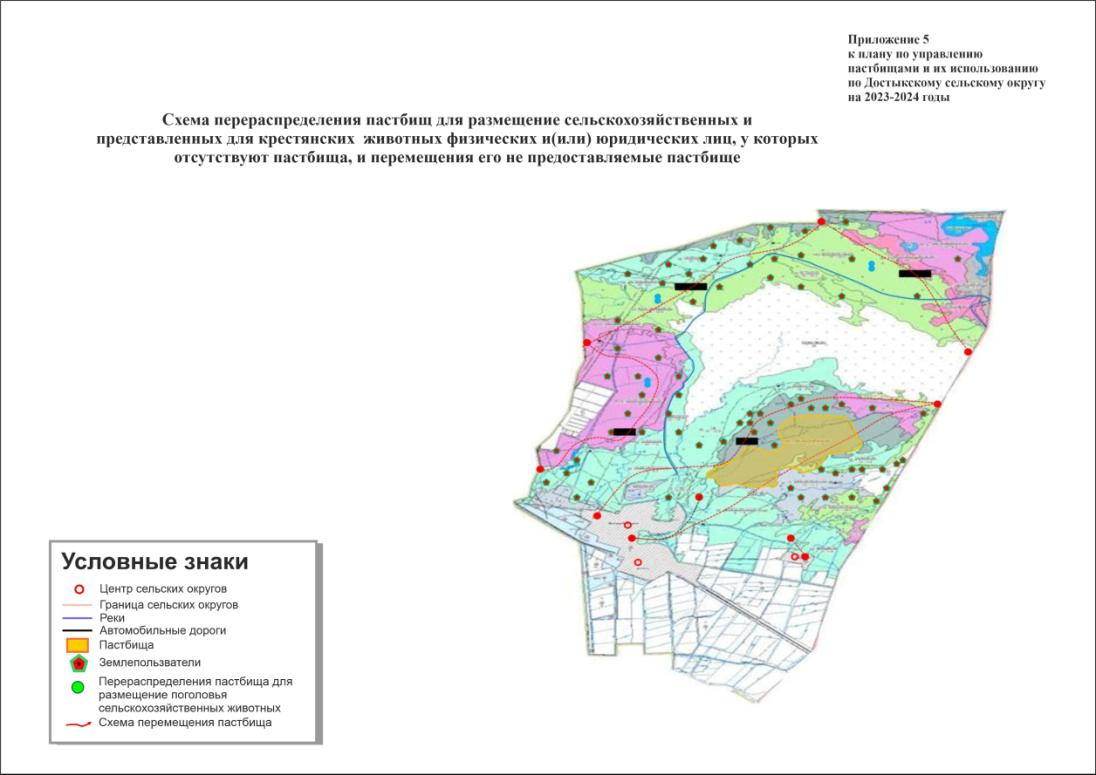 Приложение 5
к плану по управлению
пастбищами и их использованию
по Достыкскому сельскому округу
на 2023-2024 годы
Схема перераспределения пастбищ для размещение сельскохозяйственных и
представленных для крестянских животных физических и(или) юридических лиц, у которых
отсутствуют пастбища, и перемещения его не предоставляемые пастбище
Условные знаки
Центр сельских округов
Граница сельских округов
Реки
Автомобильные дороги
Пастбища
Землепользватели
Перераспределения пастбища для
размещение поголовья
сельскохозяйственных животных
Схема перемещения пастбища